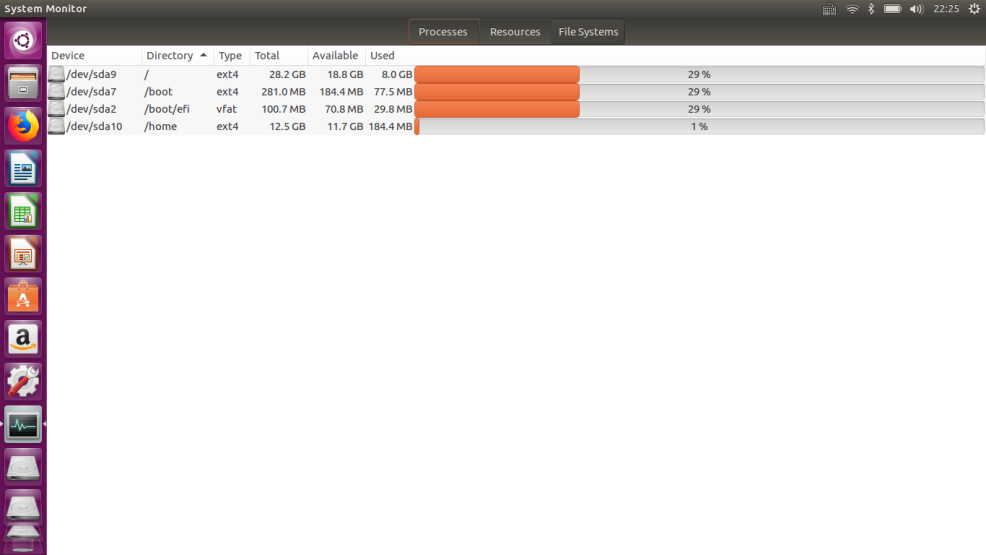 System Monitor 22:25
Processes Resources File Systems
Device Directory Type Total Available Used
/dev/sda9 / ext4 28.2 GB 18.8 GB 8.0 GB 29 %
/dev/sda7 /boot ext4 281.0 MB 184.4 MB 77.5 MB 29 %
/dev/sda2 /boot/efi vfat 100.7 MB 70.8 MB 29.8 MB 29 %
/dev/sda10 /home ext4 12.5 GB 11.7 GB 184.4 MB 1 %
a